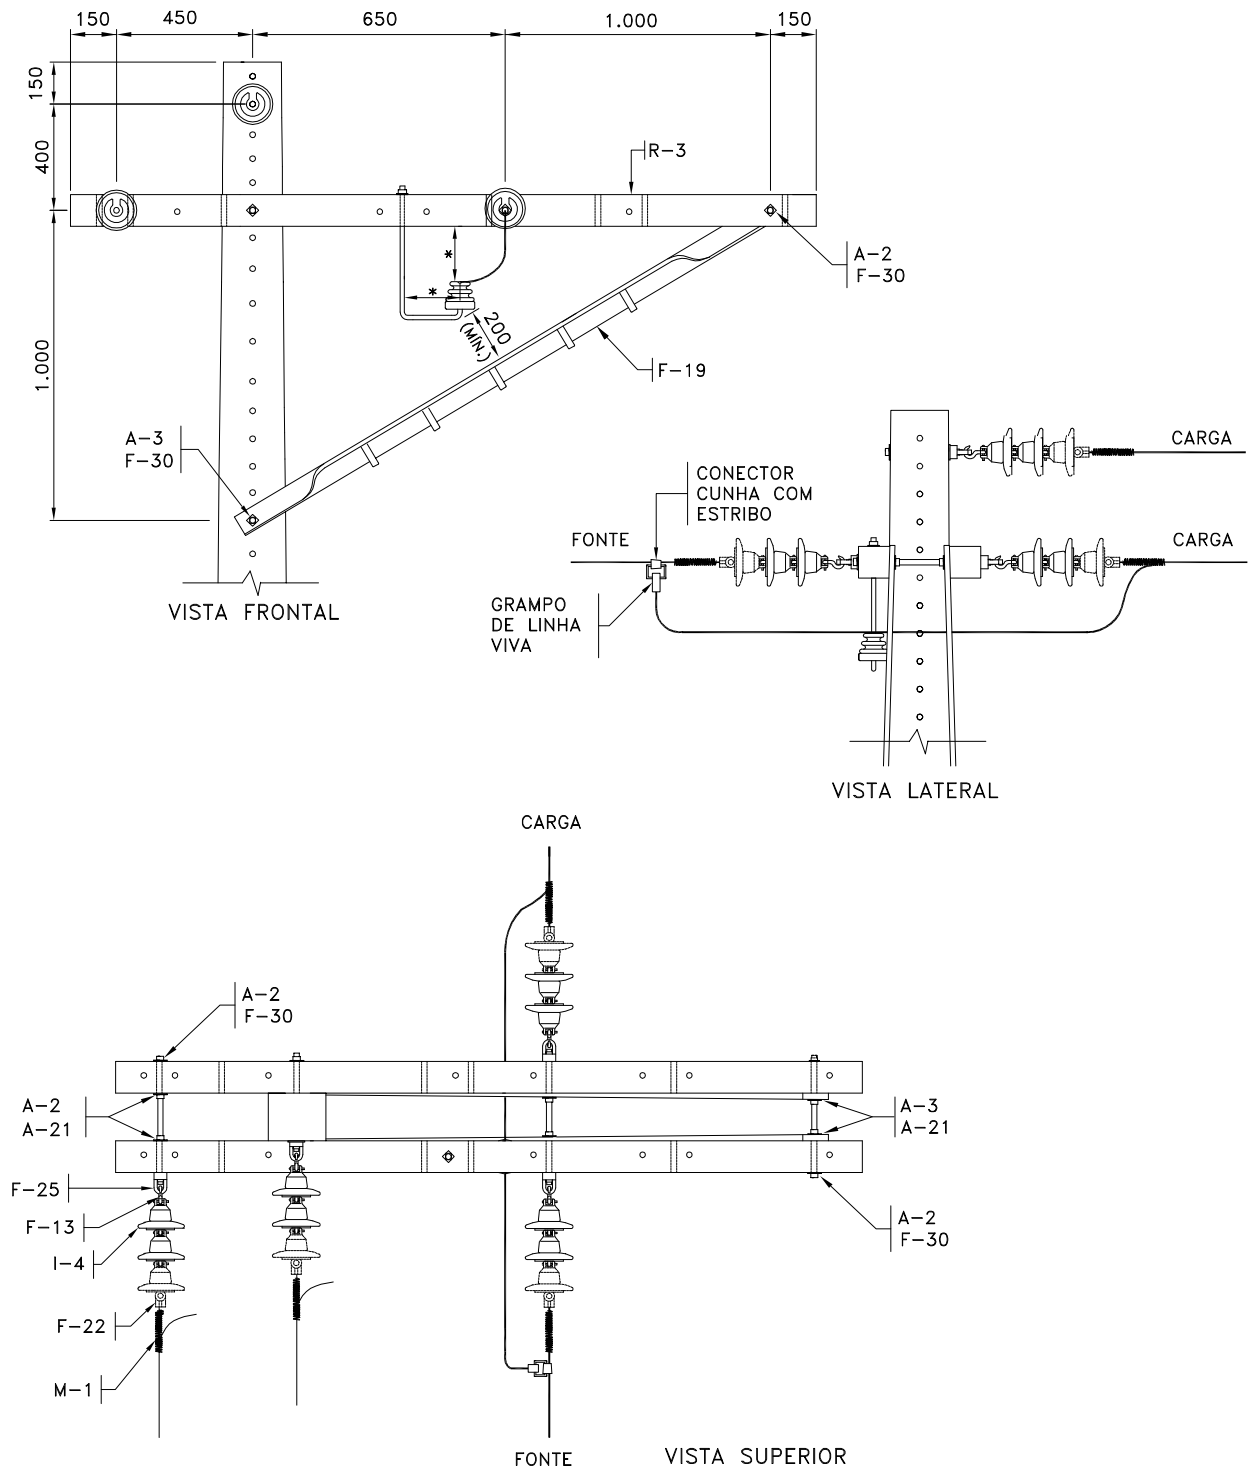 150
450
650
1.000
150
150
400
1.000
R-3
A-2
F-30
*
*
200
(MÍN.)
F-19
A-3
F-30
VISTA FRONTAL
CARGA
CONECTOR
CUNHA COM
ESTRIBO
FONTE
CARGA
GRAMPO
DE LINHA
VIVA
VISTA LATERAL
CARGA
A-2
F-30
A-2
A-21
A-3
A-21
F-25
F-13
I-4
A-2
F-30
F-22
M-1
FONTE
VISTA SUPERIOR